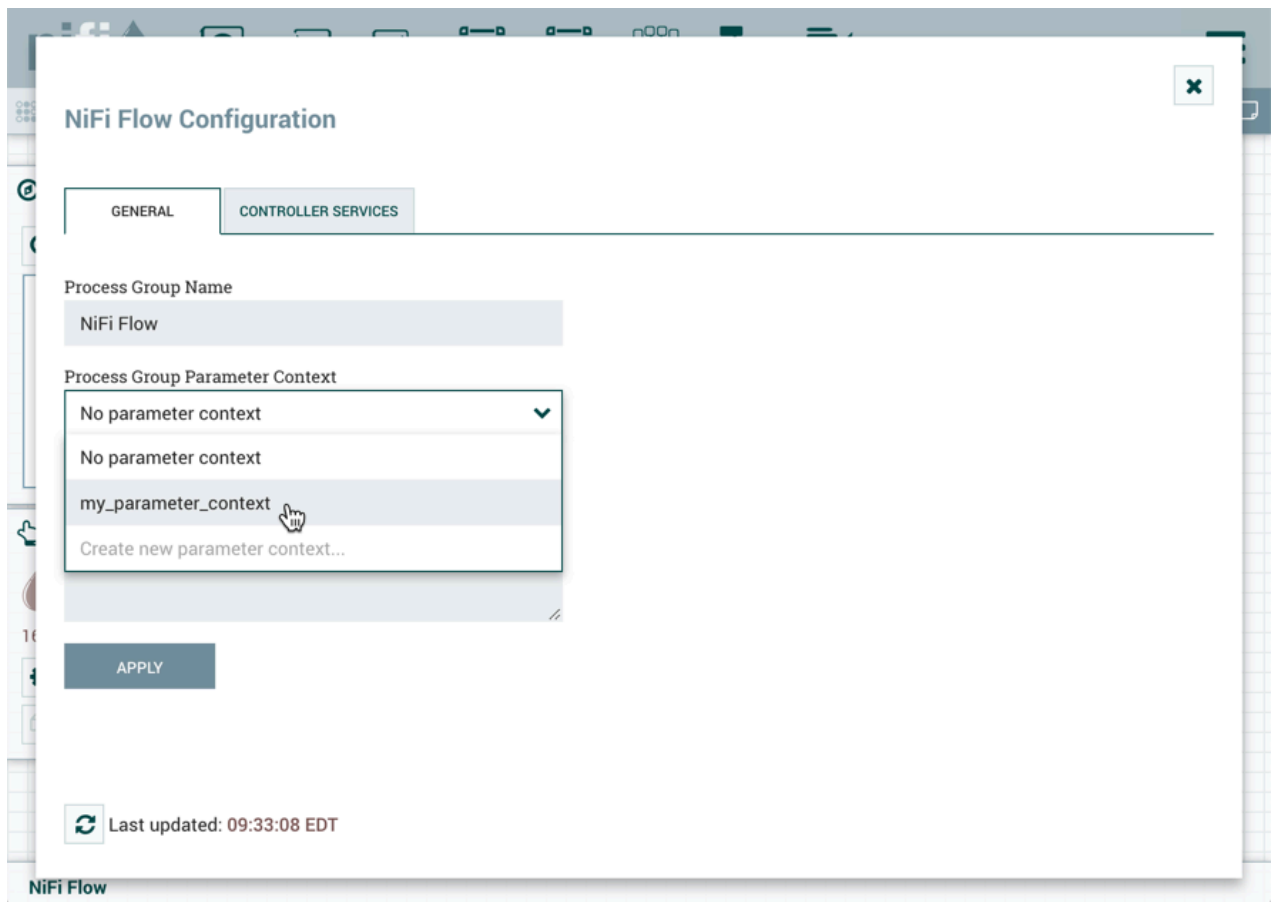 NiFi Flow Configuration
GENERAL
CONTROLLER SERVICES
Process Group Name
NiFi Flow
Process Group Parameter Context
No parameter context
No parameter context
my_parameter_context
Create new parameter context...
APPLY
Last updated: 09:33:08 EDT
NiFi Flow